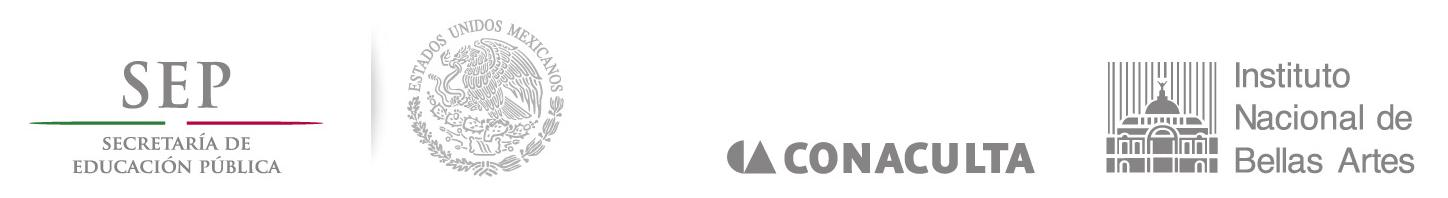 SEP
SECRETARÍA DE
EDUCACIÓN PÚBLICA
ESTADOS UNIDOS MEXICANOS
CONACULTA
Instituto
Nacional de
Bellas Artes